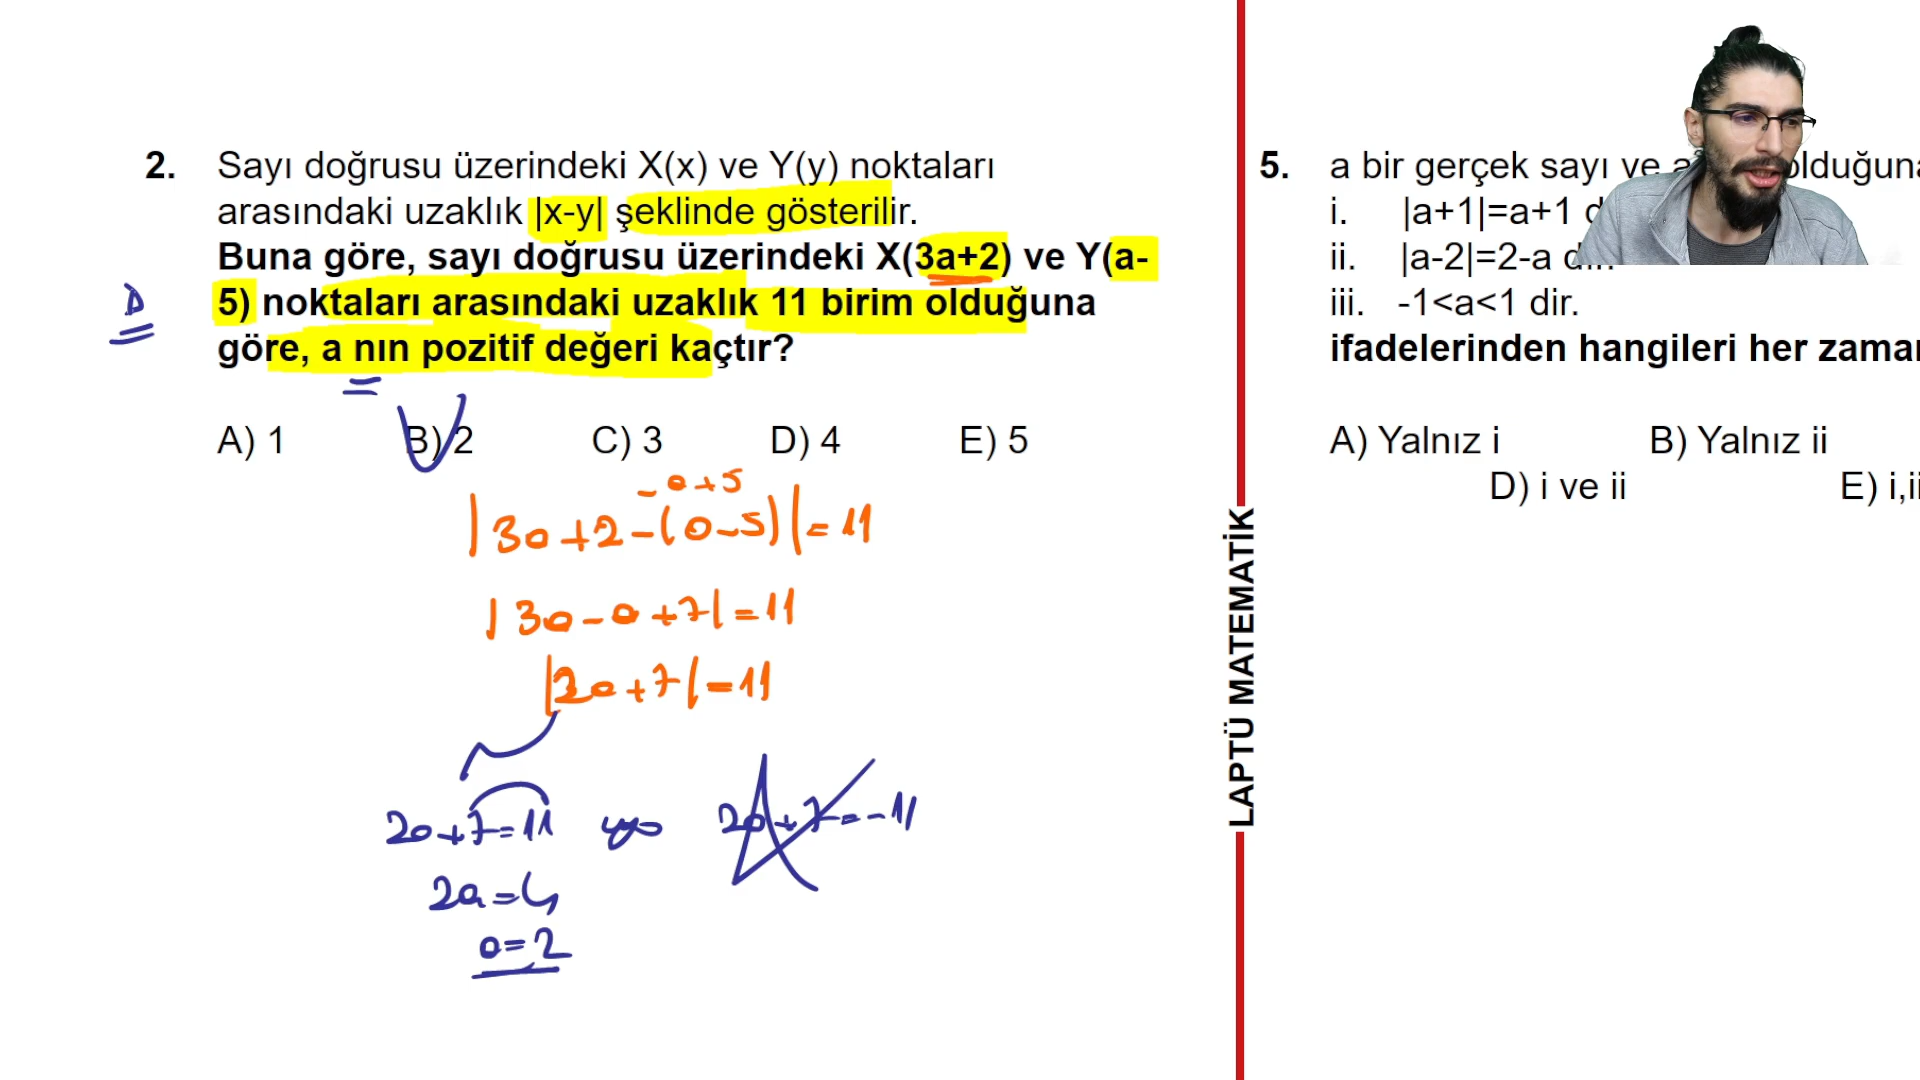 2. Sayı doğrusu üzerindeki X(x) ve Y(y) noktaları
arasındaki uzaklık |x-y| şeklinde gösterilir.
Buna göre, sayı doğrusu üzerindeki X(3a+2) ve Y(a-
5) noktaları arasındaki uzaklık 11 birim olduğuna
göre, a nın pozitif değeri kaçtır?
A) 1 B) 2 C) 3 D) 4 E) 5
-a+5
|3a+2-(a-5)|=11
|3a-a+7|=11
|2a+7|=11
2a+7=11 2a+7=-11
2a=4
a=2
LAPTÜ MATEMATİK
5. a bir gerçek sayı ve
i. |a+1|=a+1
ii. |a-2|=2-a
iii. -1<a<1 dir.
ifadelerinden hangileri her
A) Yalnız i B) Yalnız ii
D) i ve ii E)